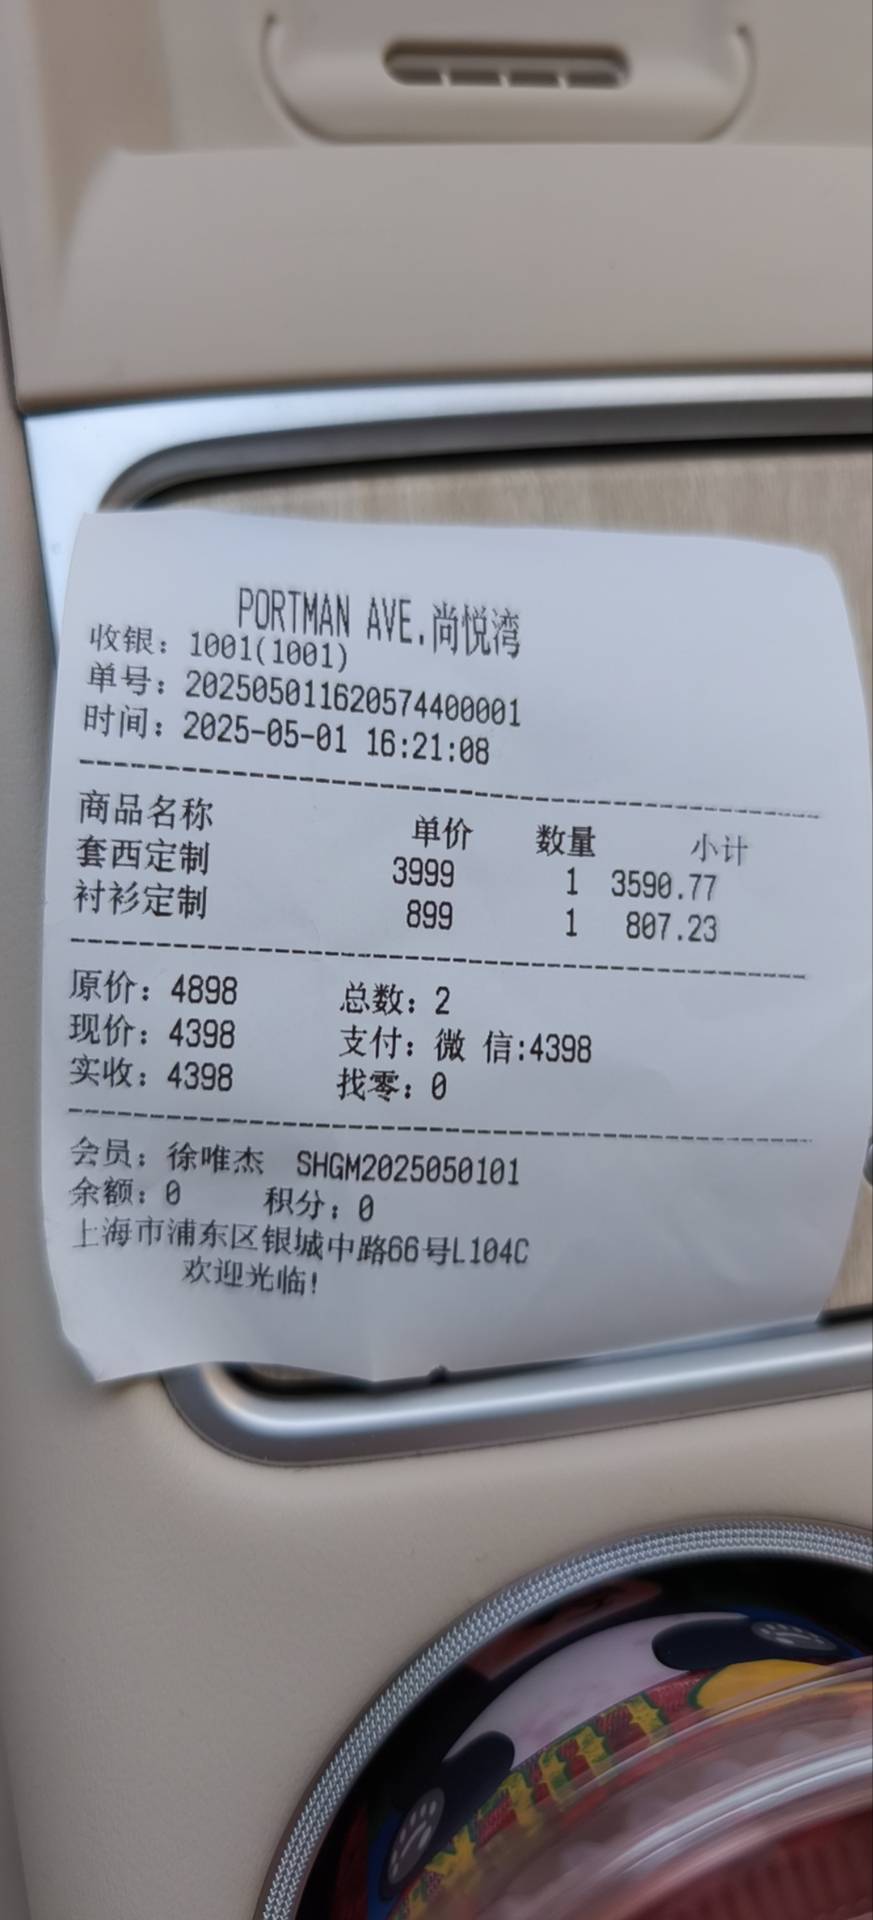 PORTMAN AVE.尚悦湾
收银：1001(1001)
单号：202505011620574400001
时间：2025-05-01 16:21:08
商品名称 单价 数量 小计
套西定制 3999 1 3590.77
衬衫定制 899 1 807.23
原价：4898 总数：2
现价：4398 支付：微 信:4398
实收：4398 找零：0
会员：徐唯杰 SHGM2025050101
余额：0 积分：0
上海市浦东区银城中路66号L104C
欢迎光临!